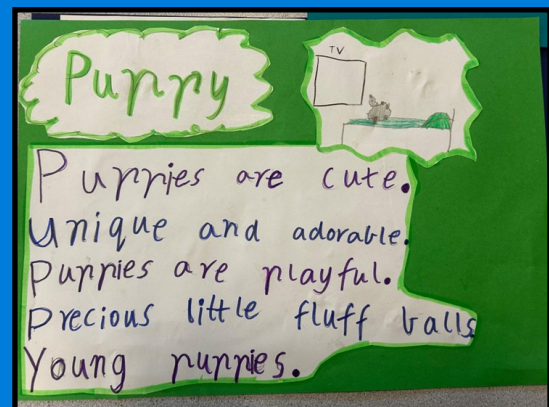 Puppy
TV
Puppies are cute.
Unique and adorable.
Puppies are playful.
Precious little fluff balls
Young puppies.